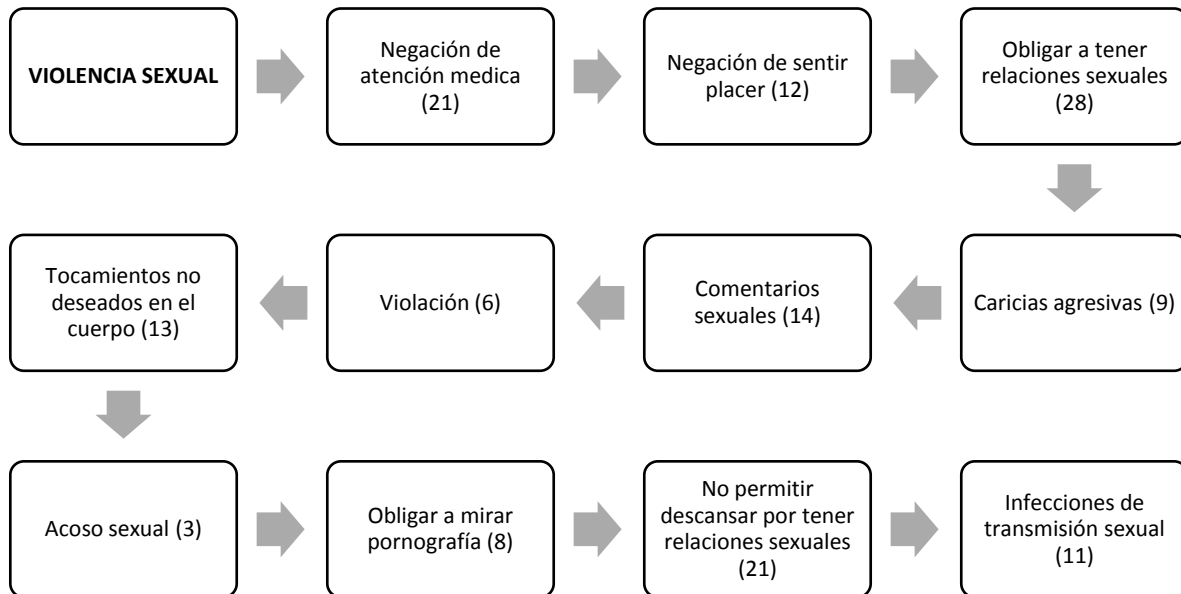 VIOLENCIA SEXUAL
Negación de
atención medica
(21)
Negación de sentir
placer (12)
Obligar a tener
relaciones sexuales
(28)
Caricias agresivas (9)
Comentarios
sexuales (14)
Violación (6)
Tocamientos no
deseados en el
cuerpo (13)
Acoso sexual (3)
Obligar a mirar
pornografía (8)
No permitir
descansar por tener
relaciones sexuales
(21)
Infecciones de
transmisión sexual
(11)